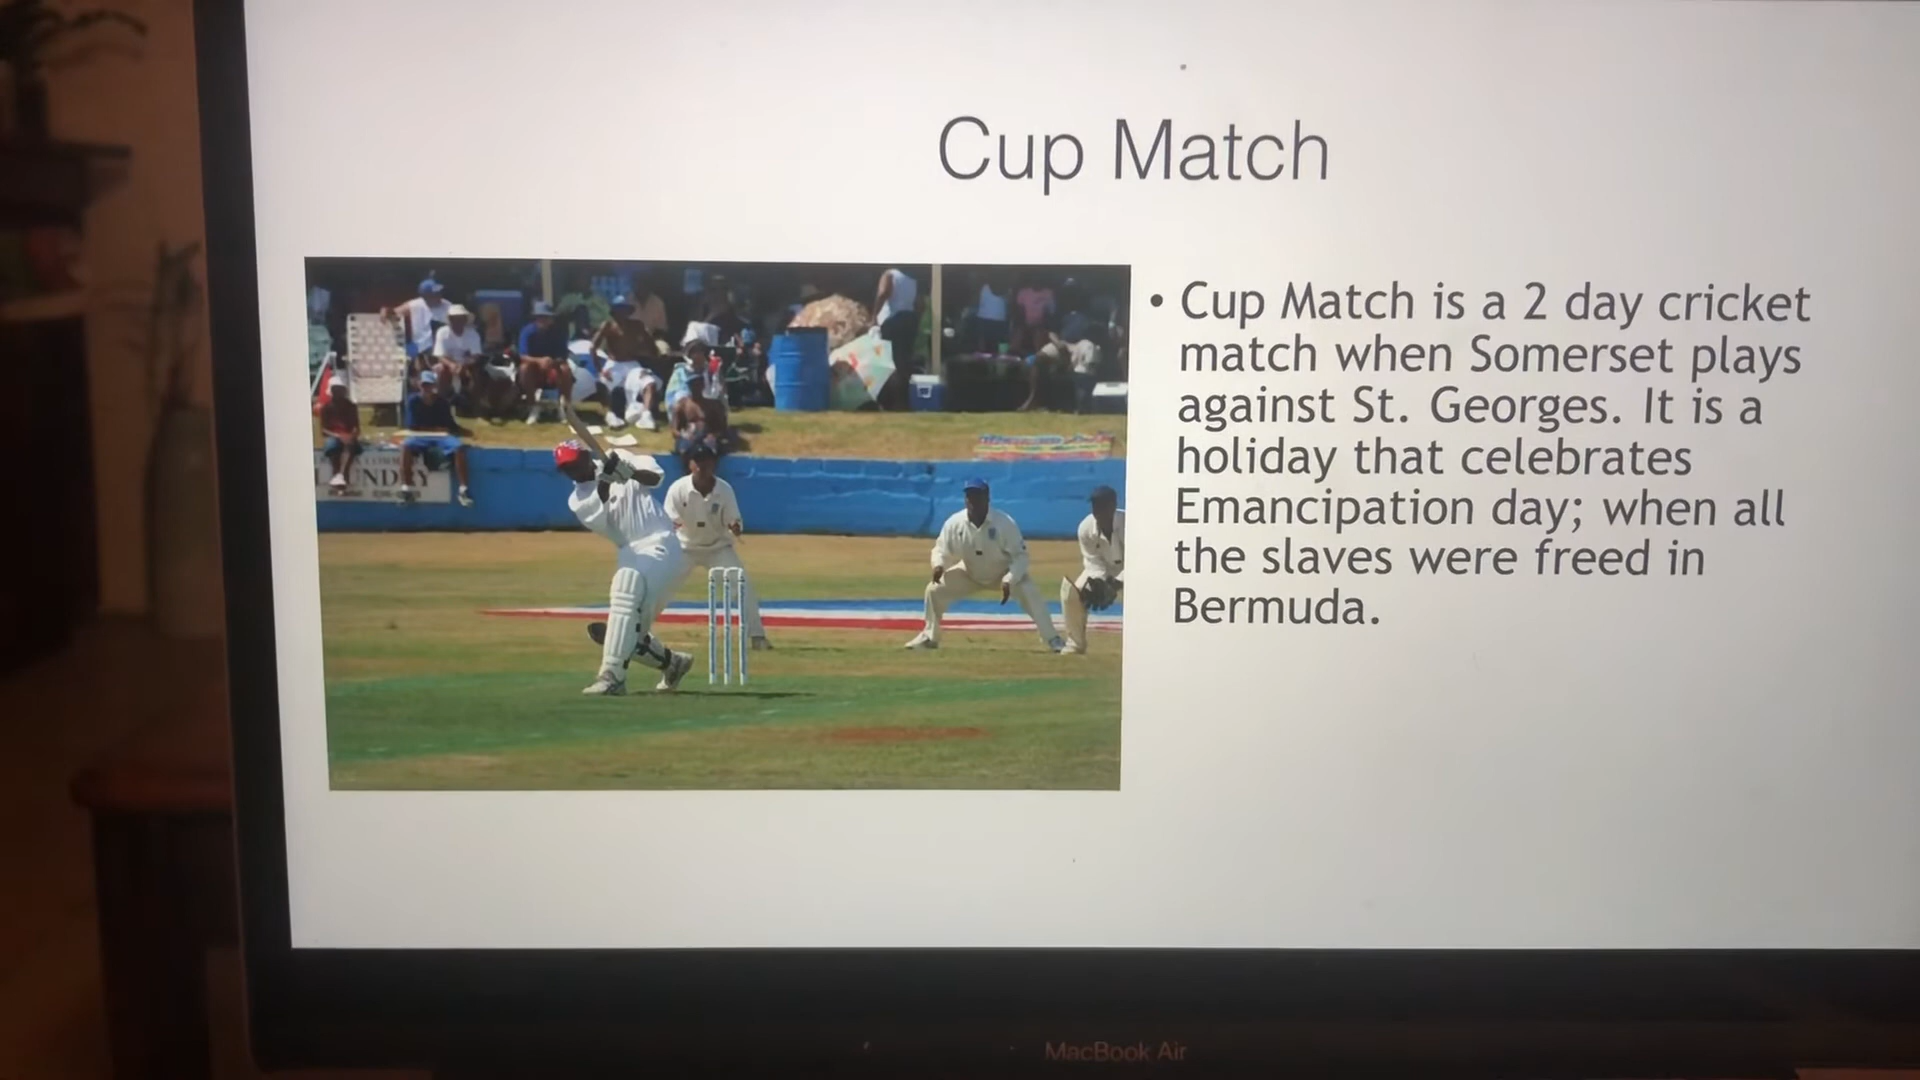 Cup Match
• Cup Match is a 2 day cricket
match when Somerset plays
against St. Georges. It is a
holiday that celebrates
Emancipation day; when all
the slaves were freed in
Bermuda.
MacBook Air